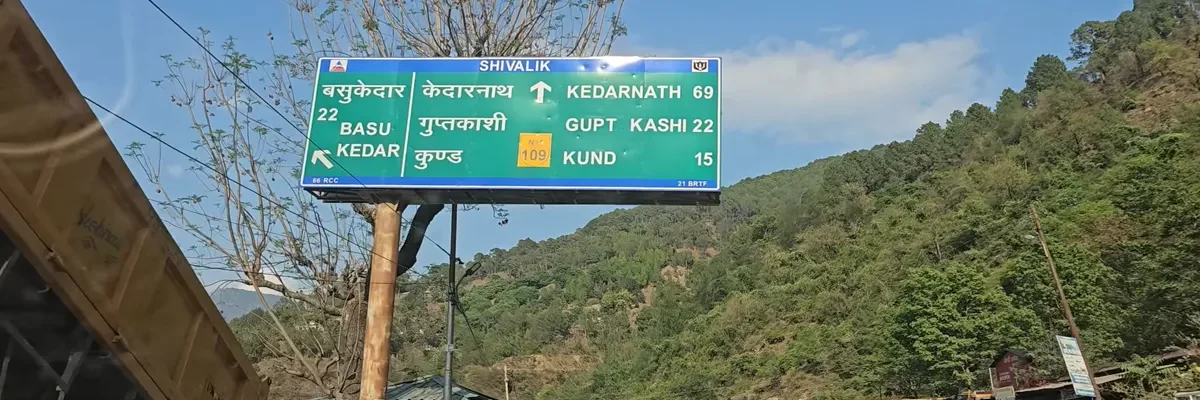 SHIVALIK
बसुकेदार
22
BASU
KEDAR
केदारनाथ
KEDARNATH 69
गुप्तकाशी
GUPT KASHI 22
कुण्ड
NH
109
KUND 15
66 RCC
21 BRTF